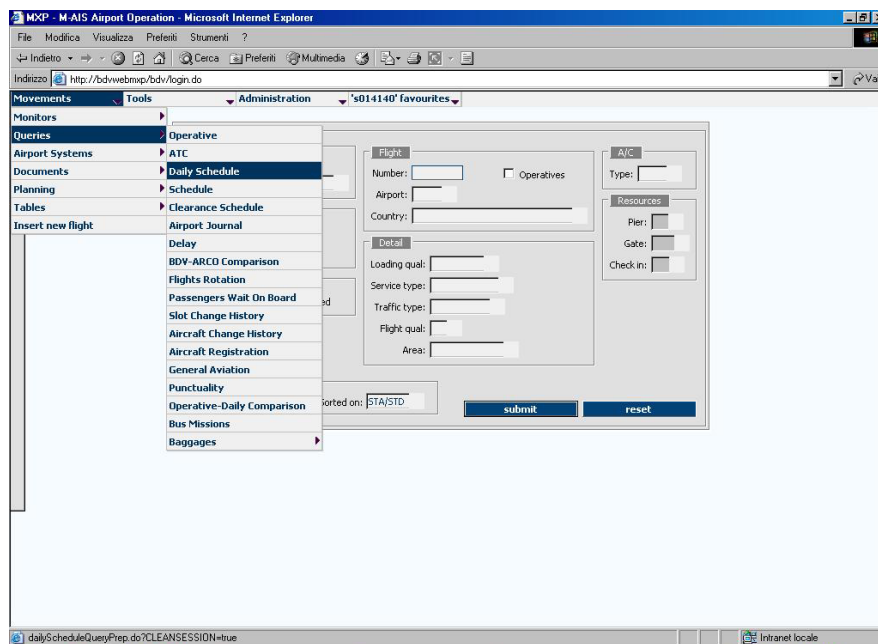 MXP - M-AIS Airport Operation - Microsoft Internet Explorer
File Modifica Visualizza Preferiti Strumenti ?
Indietro Cerca Preferiti Multimedia
Indirizzo http://bdvwebmxp/bdv/login.do Va
Movements Tools Administration 's014140' favourites
Monitors
Queries
Airport Systems
Documents
Planning
Tables
Insert new flight
Operative
ATC
Daily Schedule
Schedule
Clearance Schedule
Airport Journal
Delay
BDV-ARCO Comparison
Flights Rotation
Passengers Wait On Board
Slot Change History
Aircraft Change History
Aircraft Registration
General Aviation
Punctuality
Operative-Daily Comparison
Bus Missions
Baggages
Flight
Number: Operatives
Airport:
Country:
A/C
Type:
Resources
Pier:
Gate:
Check in:
Detail
Loading qual:
Service type:
Traffic type:
Flight qual:
Area:
ed
sorted on: STA/STD
submit reset
dailyScheduleQueryPrep.do?CLEANSESSION=true Intranet locale